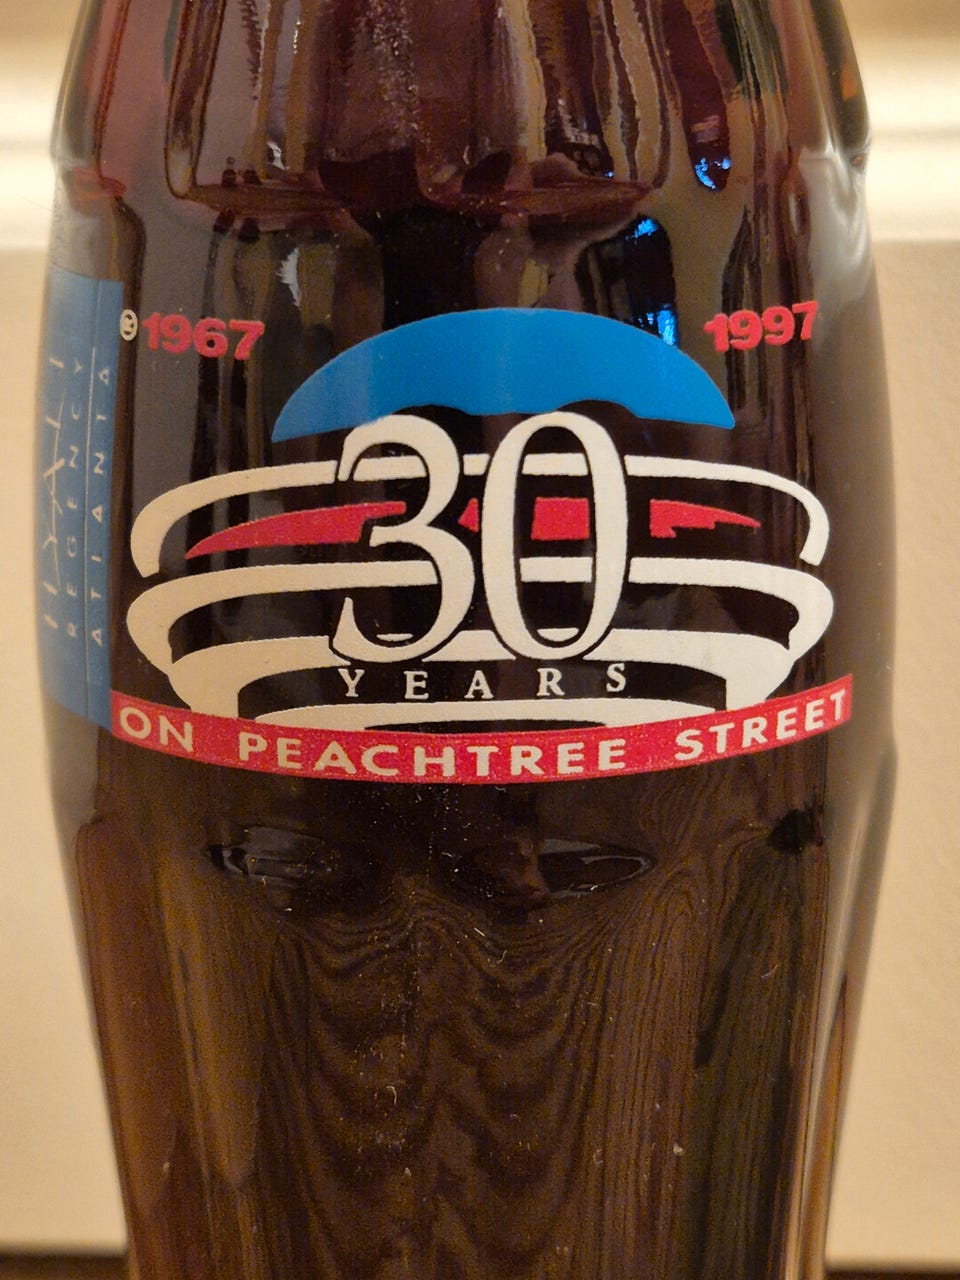 HYATT
REGENCY
ATLANTA
® 1967
1997
30
YEARS
ON PEACHTREE STREET